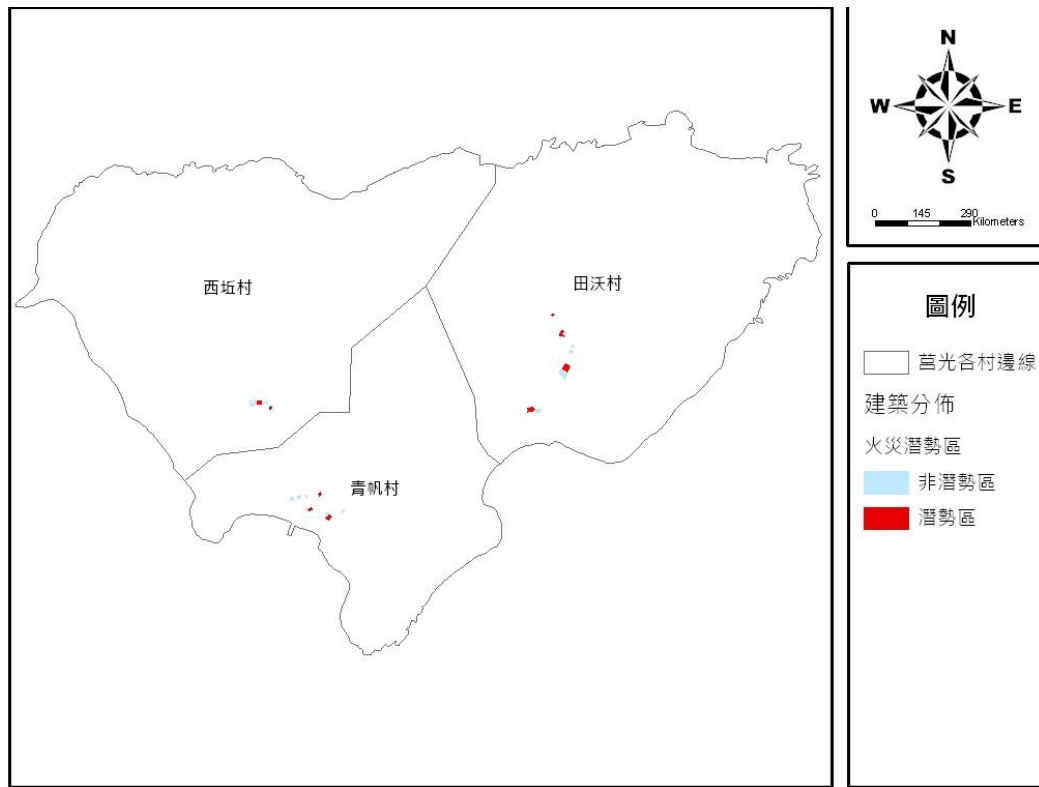 西坵村
田沃村
青帆村
N
W
E
S
0 145 290
Kilometers
圖例
莒光各村邊線
建築分佈
火災潛勢區
非潛勢區
潛勢區